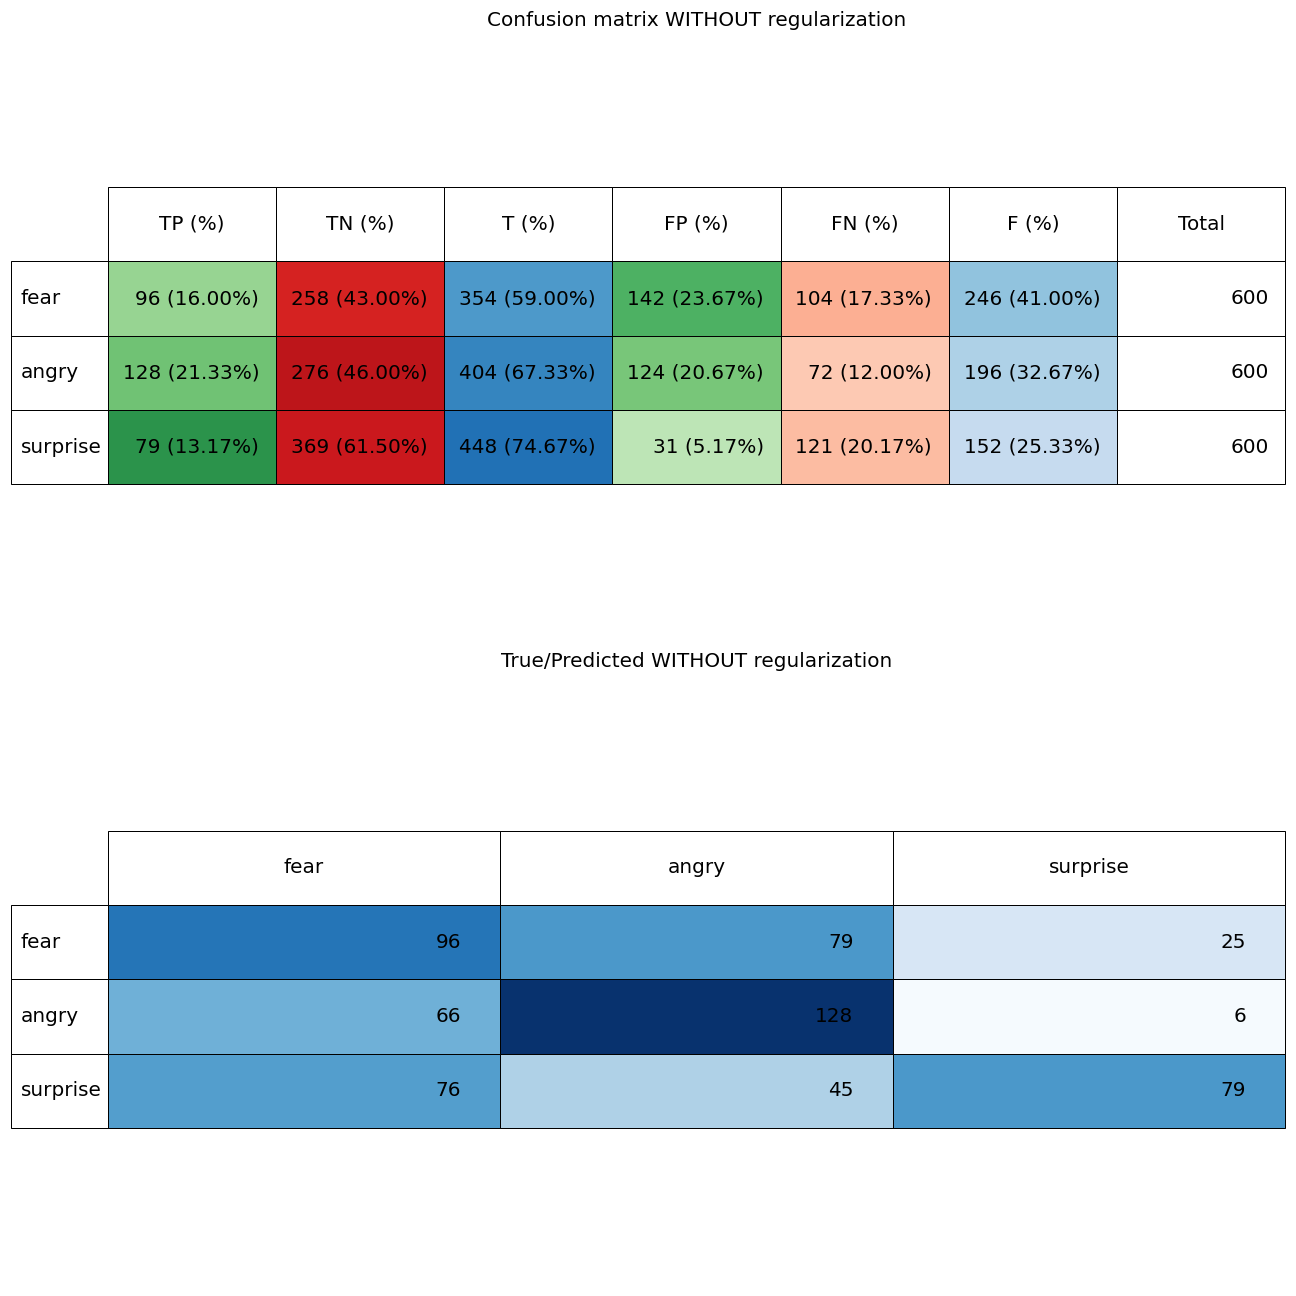 Confusion matrix WITHOUT regularization
TP (%) TN (%) T (%) FP (%) FN (%) F (%) Total
fear 96 (16.00%) 258 (43.00%) 354 (59.00%) 142 (23.67%) 104 (17.33%) 246 (41.00%) 600
angry 128 (21.33%) 276 (46.00%) 404 (67.33%) 124 (20.67%) 72 (12.00%) 196 (32.67%) 600
surprise 79 (13.17%) 369 (61.50%) 448 (74.67%) 31 (5.17%) 121 (20.17%) 152 (25.33%) 600
True/Predicted WITHOUT regularization
fear angry surprise
fear 96 79 25
angry 66 128 6
surprise 76 45 79